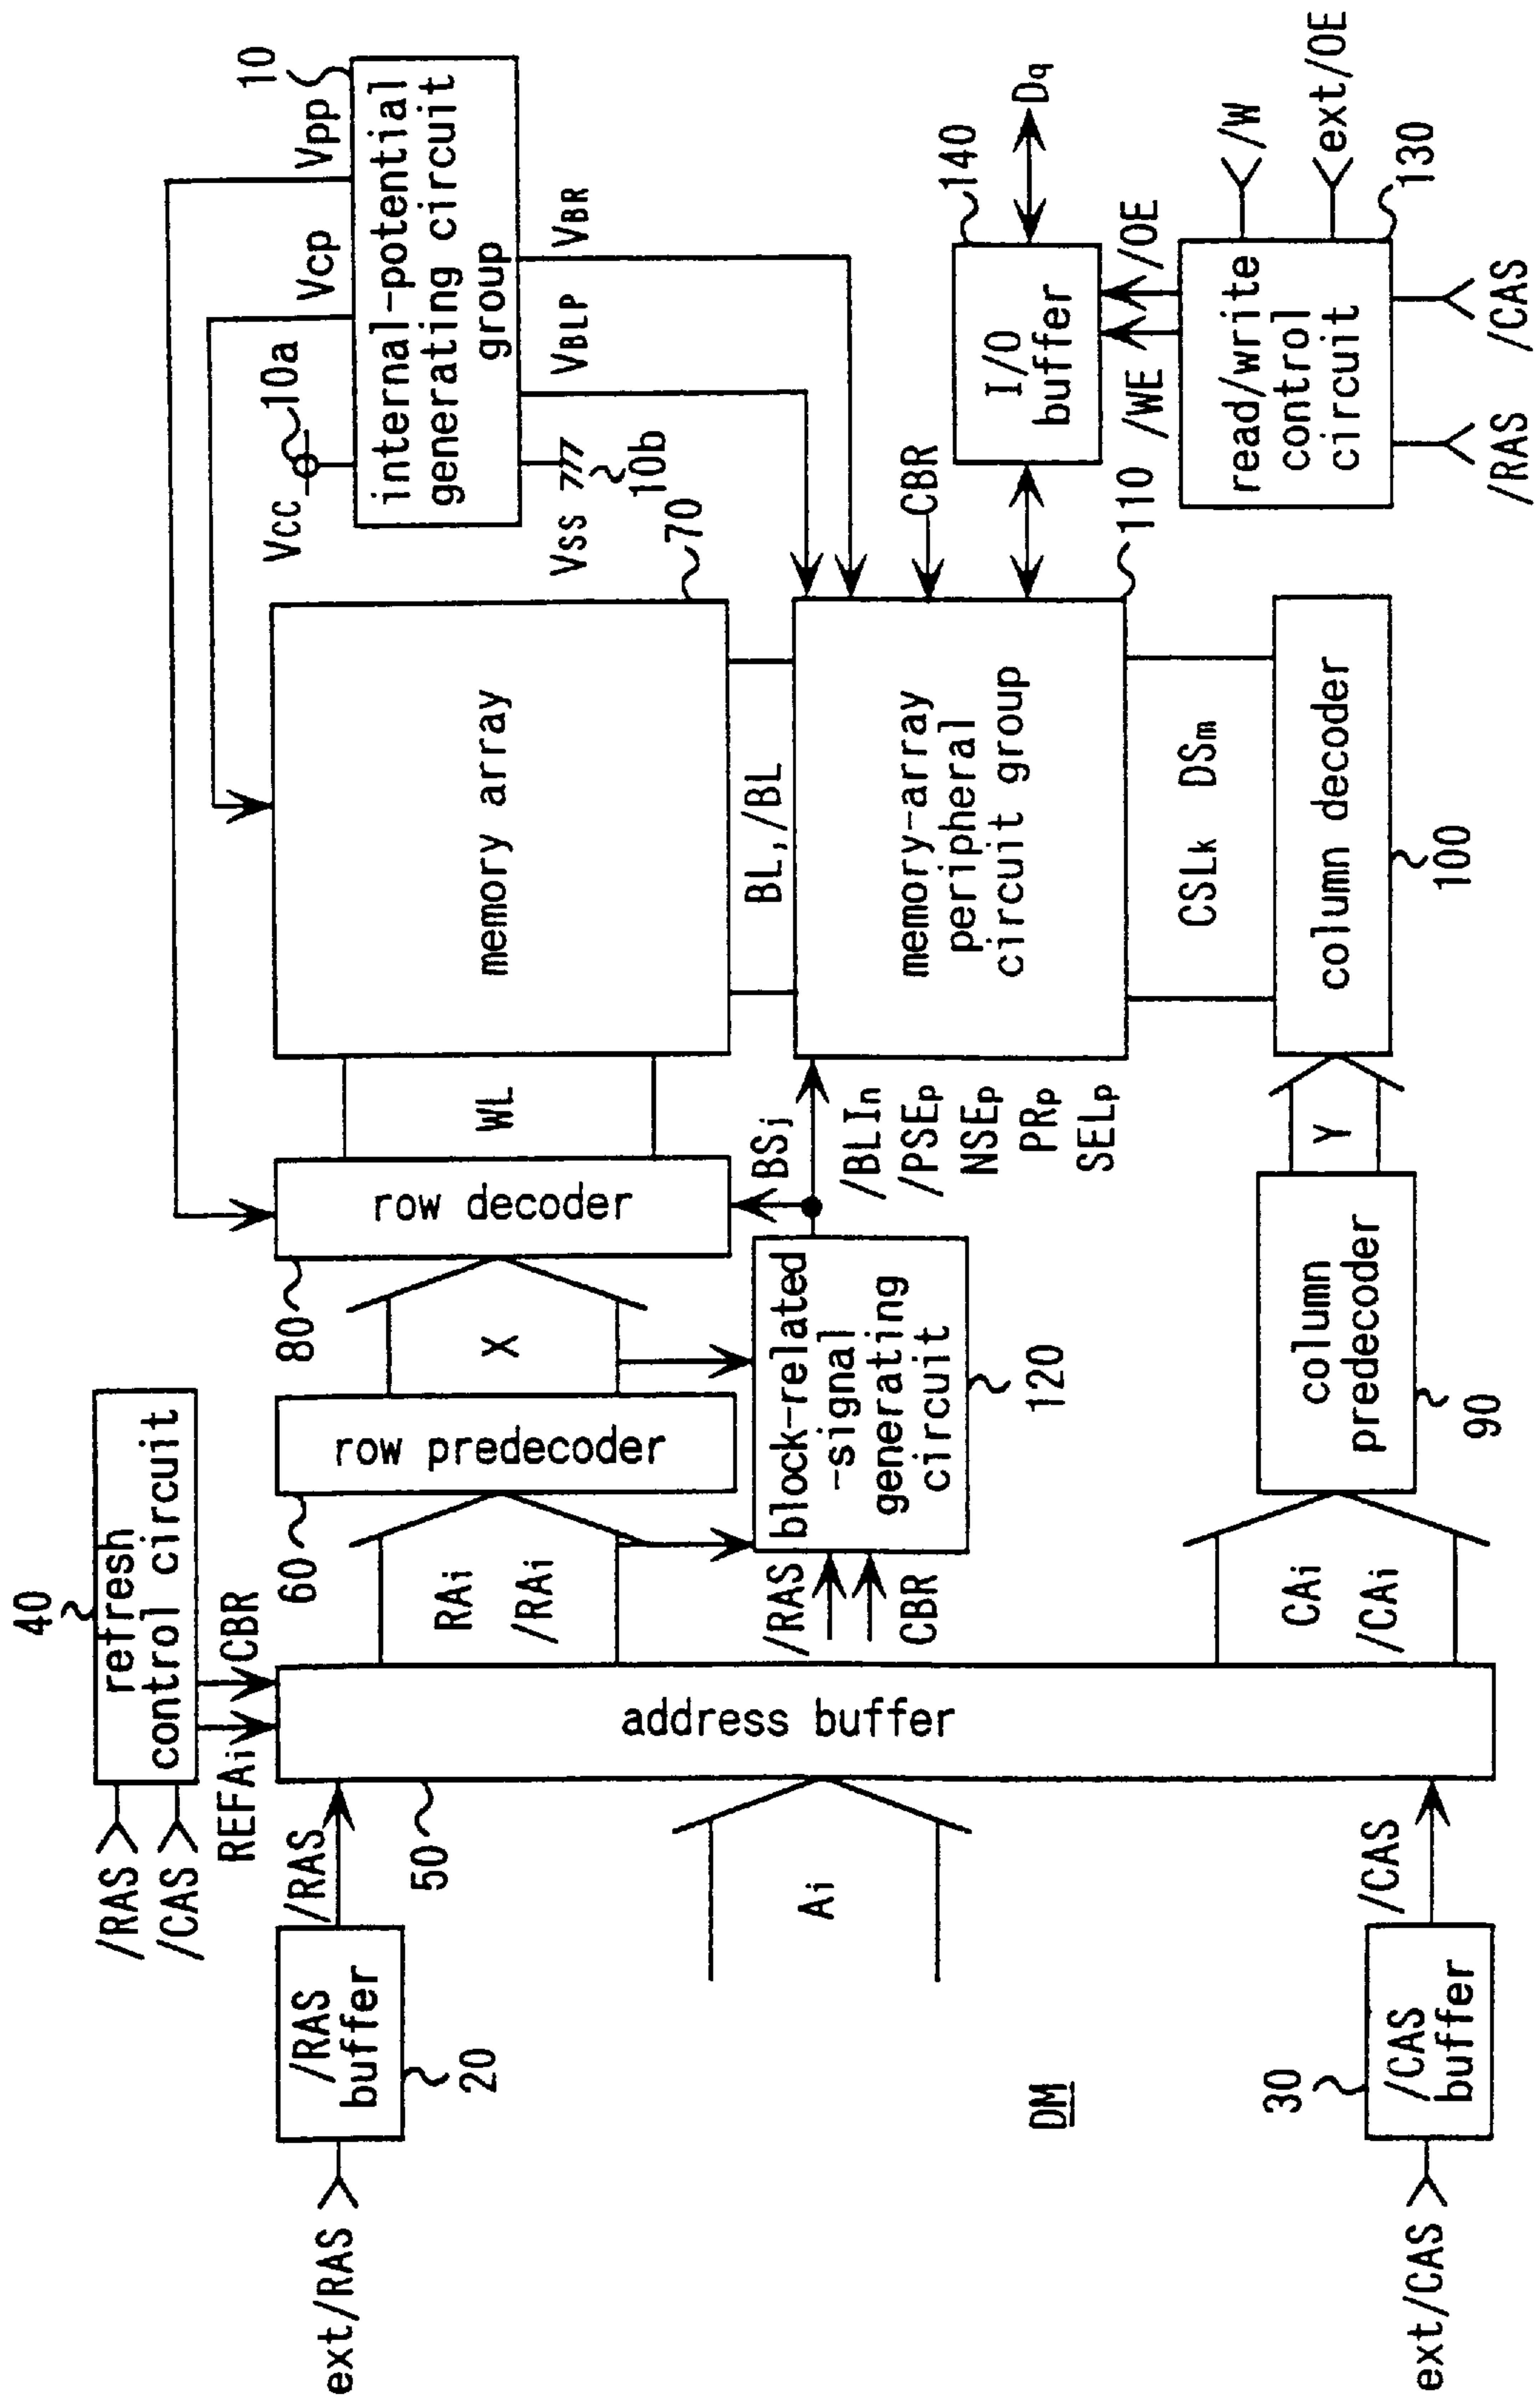 10
internal-potential
generating circuit
group
Vpp
Vcp
VCC
10a
VSS
10b
VBLP
VBR
40
refresh
control circuit
/RAS
/CAS
REFAi
CBR
ext/RAS
/RAS
buffer
20
/RAS
50
address buffer
Ai
RAi
/RAi
60
row predecoder
X
80
row decoder
WL
memory array
70
BL,/BL
/RAS
CBR
block-related
-signal
generating
circuit
120
BSj
/BLIn
/PSEp
NSEp
PRp
SELp
memory-array
peripheral
circuit group
110
CBR
I/O
buffer
140
Dq
/WE
/OE
read/write
control
circuit
130
/W
ext/OE
/RAS
/CAS
CSLk
DSm
column decoder
100
Y
column
predecoder
90
CAi
/CAi
ext/CAS
/CAS
buffer
30
/CAS
DM